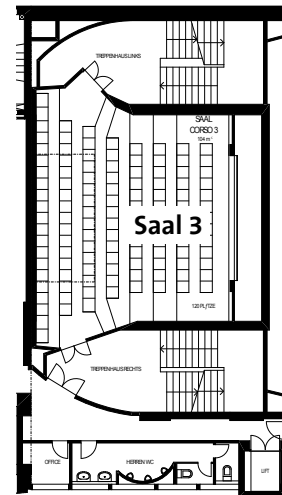 TREPPENHAUS LINKS
SAAL
CORSO 3
104 m²
Saal 3
120 PLÄTZE
TREPPENHAUS RECHTS
OFFICE
HERREN WC
LIFT